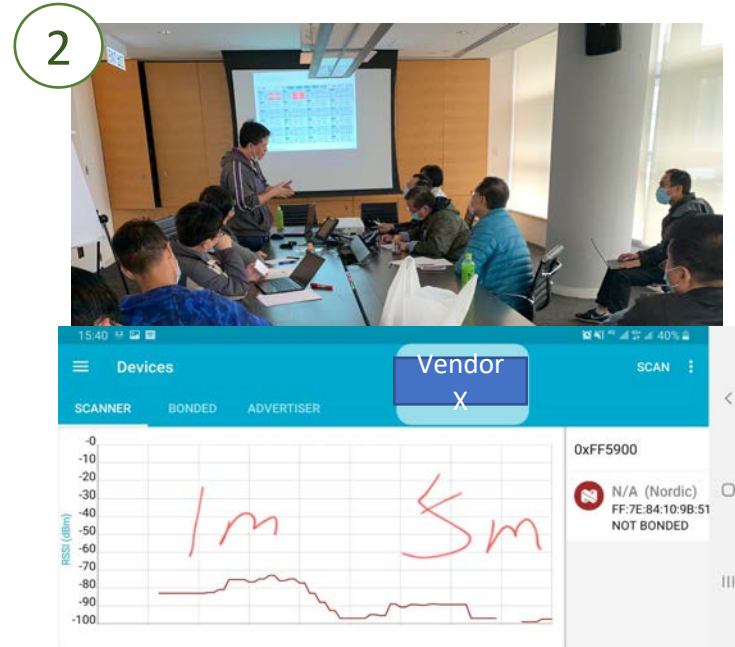 2
15:40
40%
Devices
Vendor
X
SCAN
SCANNER
BONDED
ADVERTISER
RSSI (dBm)
-0
-10
-20
-30
-40
-50
-60
-70
-80
-90
-100
1m
5m
0xFF5900
N/A (Nordic)
FF:7E:84:10:9B:51
NOT BONDED